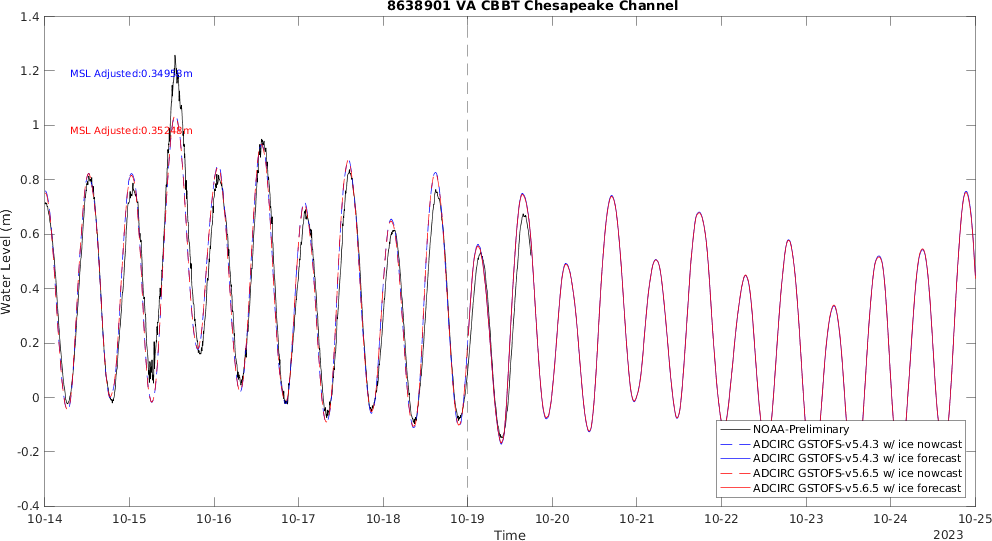 8638901 VA CBBT Chesapeake Channel
1.4
1.2
1
0.8
0.6
0.4
0.2
0
-0.2
-0.4
Water Level (m)
MSL Adjusted:0.34953m
MSL Adjusted:0.35248m
NOAA-Preliminary
ADCIRC GSTOFS-v5.4.3 w/ ice nowcast
ADCIRC GSTOFS-v5.4.3 w/ ice forecast
ADCIRC GSTOFS-v5.6.5 w/ ice nowcast
ADCIRC GSTOFS-v5.6.5 w/ ice forecast
10-14 10-15 10-16 10-17 10-18 10-19 10-20 10-21 10-22 10-23 10-24 10-25
Time
2023